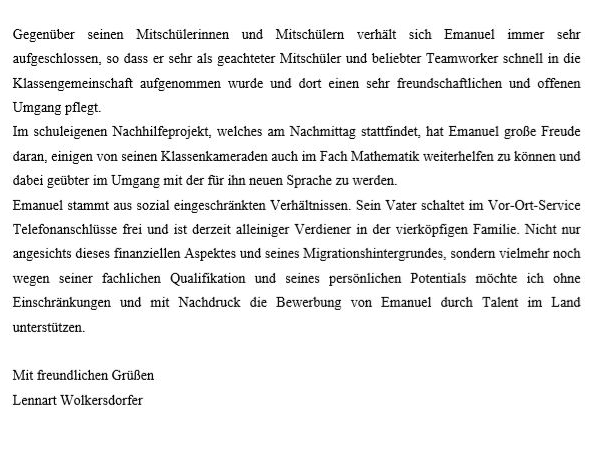 Gegenüber seinen Mitschülerinnen und Mitschülern verhält sich Emanuel immer sehr
aufgeschlossen, so dass er sehr als geachteter Mitschüler und beliebter Teamworker schnell in die
Klassengemeinschaft aufgenommen wurde und dort einen sehr freundschaftlichen und offenen
Umgang pflegt.
Im schuleigenen Nachhilfeprojekt, welches am Nachmittag stattfindet, hat Emanuel große Freude
daran, einigen von seinen Klassenkameraden auch im Fach Mathematik weiterhelfen zu können und
dabei geübter im Umgang mit der für ihn neuen Sprache zu werden.
Emanuel stammt aus sozial eingeschränkten Verhältnissen. Sein Vater schaltet im Vor-Ort-Service
Telefonanschlüsse frei und ist derzeit alleiniger Verdiener in der vierköpfigen Familie. Nicht nur
angesichts dieses finanziellen Aspektes und seines Migrationshintergrundes, sondern vielmehr noch
wegen seiner fachlichen Qualifikation und seines persönlichen Potentials möchte ich ohne
Einschränkungen und mit Nachdruck die Bewerbung von Emanuel durch Talent im Land
unterstützen.
Mit freundlichen Grüßen
Lennart Wolkersdorfer